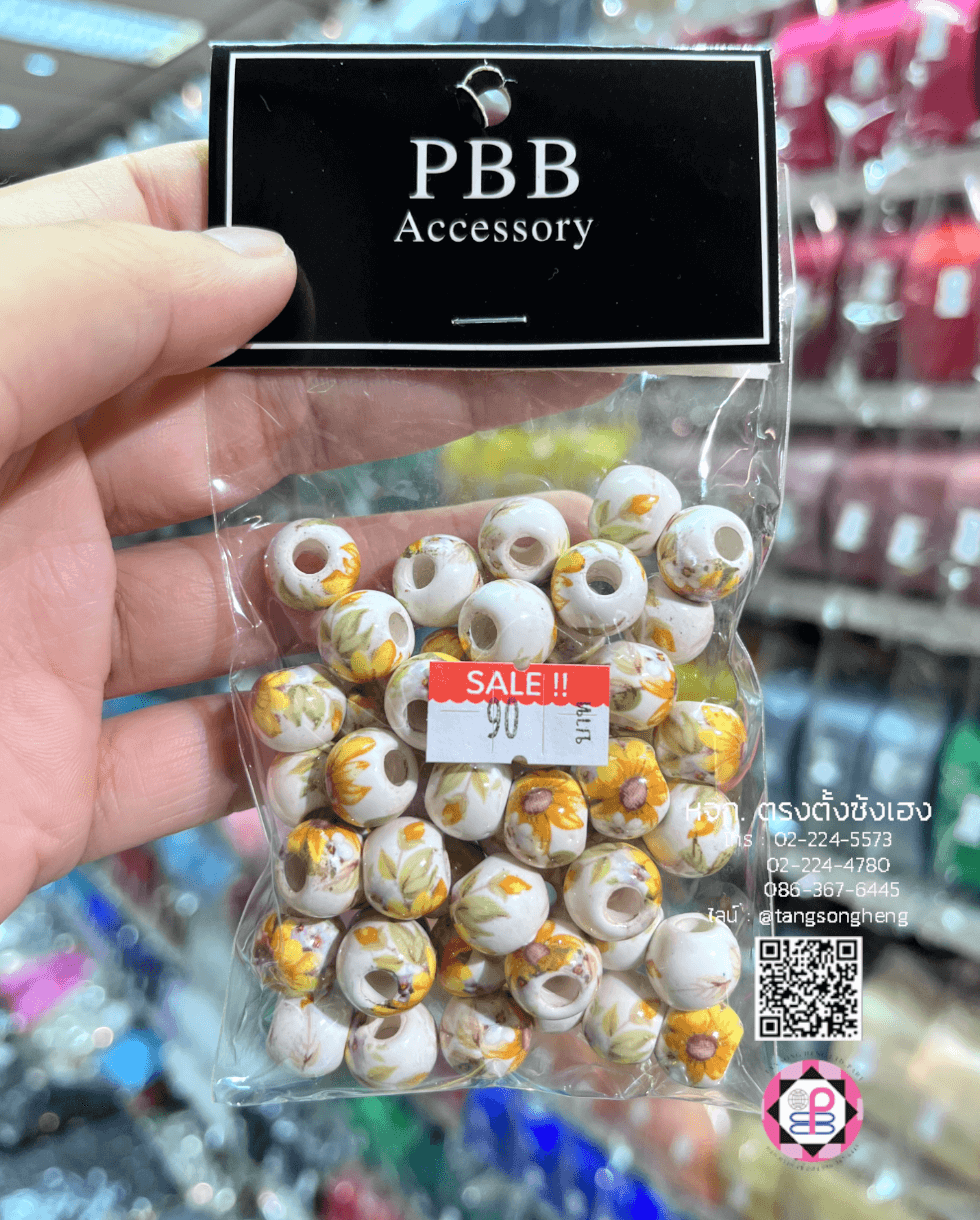 PBB
Accessory
SALE !!
90
บาท
หจก. ตรงตั้งซ้งเฮง
โทร : 02-224-5573
02-224-4780
086-367-6445
ไลน์ : @tangsongheng